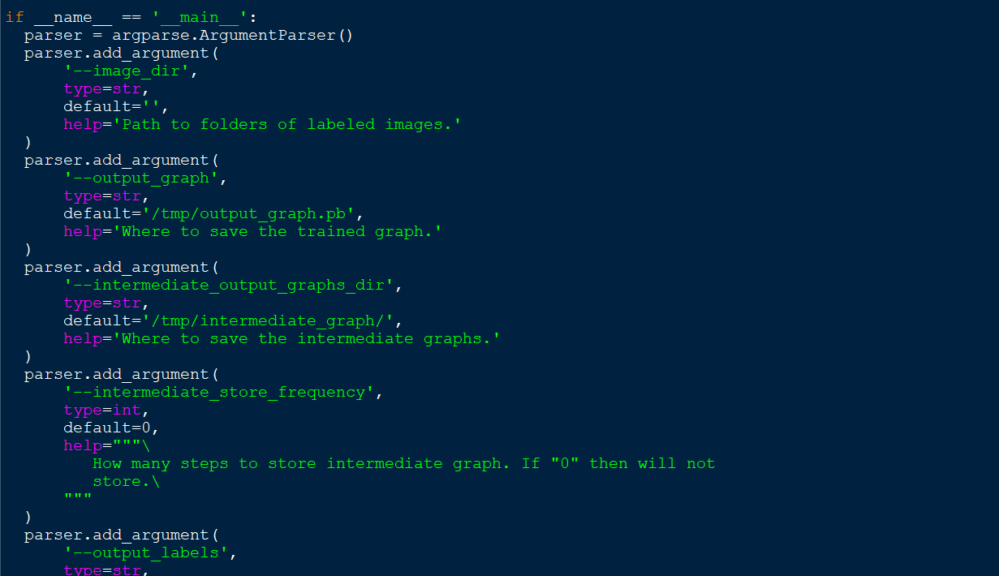 if __name__ == '__main__':
  parser = argparse.ArgumentParser()
  parser.add_argument(
      '--image_dir',
      type=str,
      default='',
      help='Path to folders of labeled images.'
  )
  parser.add_argument(
      '--output_graph',
      type=str,
      default='/tmp/output_graph.pb',
      help='Where to save the trained graph.'
  )
  parser.add_argument(
      '--intermediate_output_graphs_dir',
      type=str,
      default='/tmp/intermediate_graph/',
      help='Where to save the intermediate graphs.'
  )
  parser.add_argument(
      '--intermediate_store_frequency',
      type=int,
      default=0,
      help="""\
         How many steps to store intermediate graph. If "0" then will not
         store.\
      """
  )
  parser.add_argument(
      '--output_labels',
      type=str,